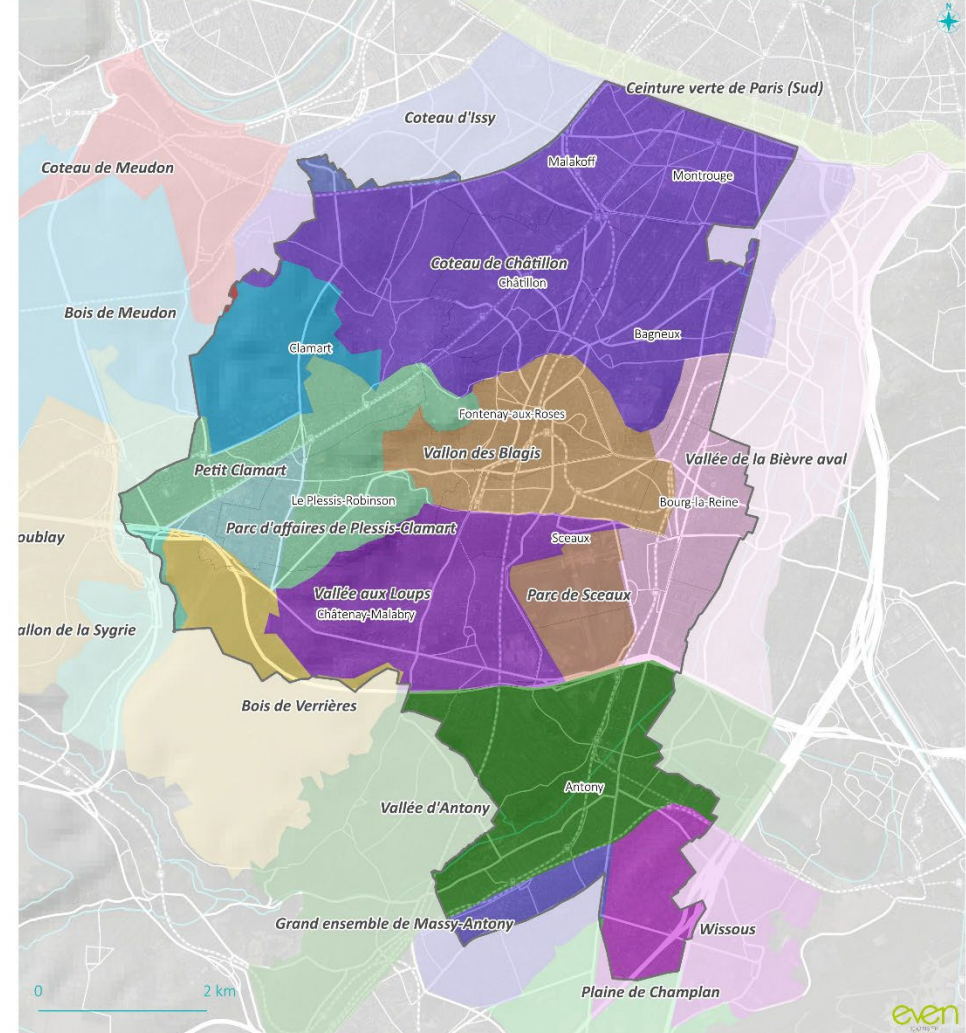 N
Ceinture verte de Paris (Sud)
Coteau d'Issy
Malakoff
Coteau de Meudon
Montrouge
Coteau de Châtillon
Châtillon
Bois de Meudon
Bagneux
Clamart
Fontenay-aux-Roses
Vallon des Blagis
Vallée de la Bièvre aval
Petit Clamart
Le Plessis-Robinson
Bourg-la-Reine
Parc d'affaires de Plessis-Clamart
oublay
Sceaux
Vallée aux Loups
Parc de Sceaux
Châtenay-Malabry
allon de la Sygrie
Bois de Verrières
Antony
Vallée d'Antony
Grand ensemble de Massy-Antony
Wissous
0 2 km
Plaine de Champlan
even